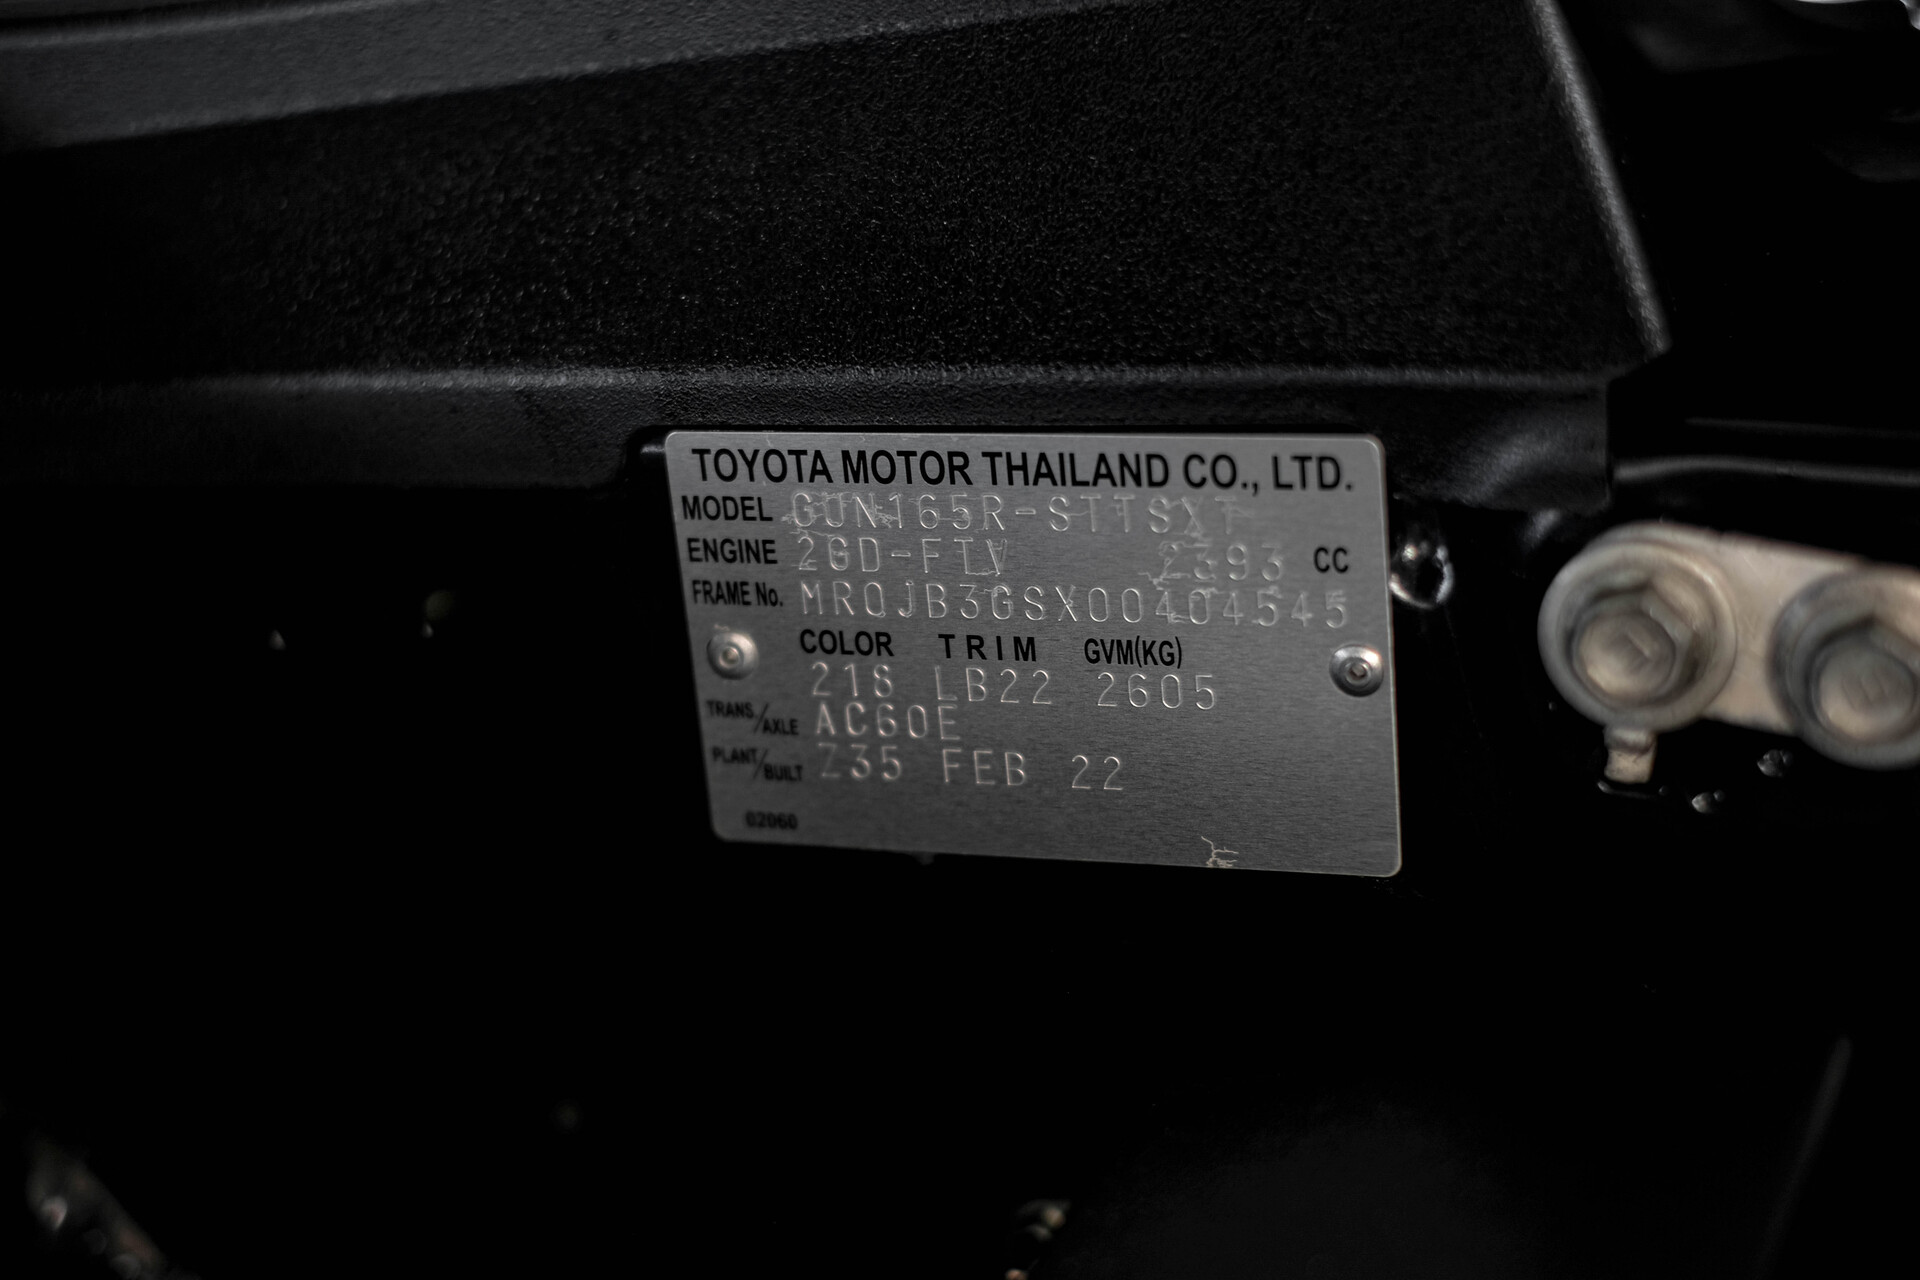 TOYOTA MOTOR THAILAND CO., LTD.
MODEL GUN165R-STTSXT
ENGINE 2GD-FTV 2393 CC
FRAME No. MR0JB3GSX00404545
COLOR TRIM GVM(KG)
218 LB22 2605
TRANS./AXLE AC60E
PLANT/BUILT Z35 FEB 22
02060